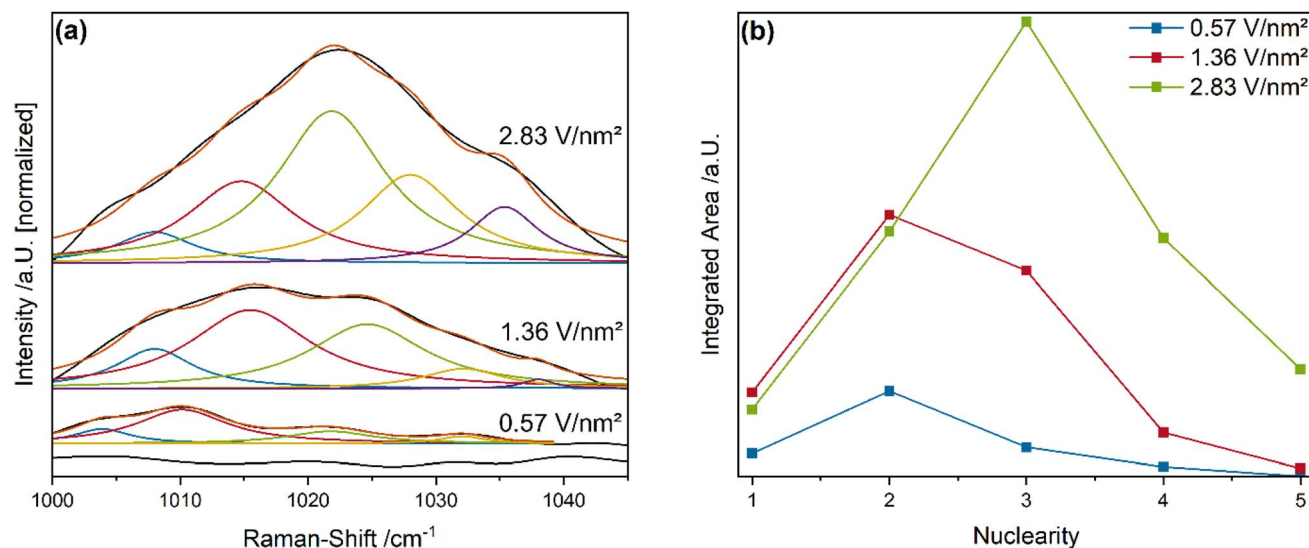 (a)
2.83 V/nm²
1.36 V/nm²
0.57 V/nm²
Intensity /a.U. [normalized]
1000 1010 1020 1030 1040
Raman-Shift /cm⁻¹
(b)
0.57 V/nm²
1.36 V/nm²
2.83 V/nm²
Integrated Area /a.U.
1 2 3 4 5
Nuclearity